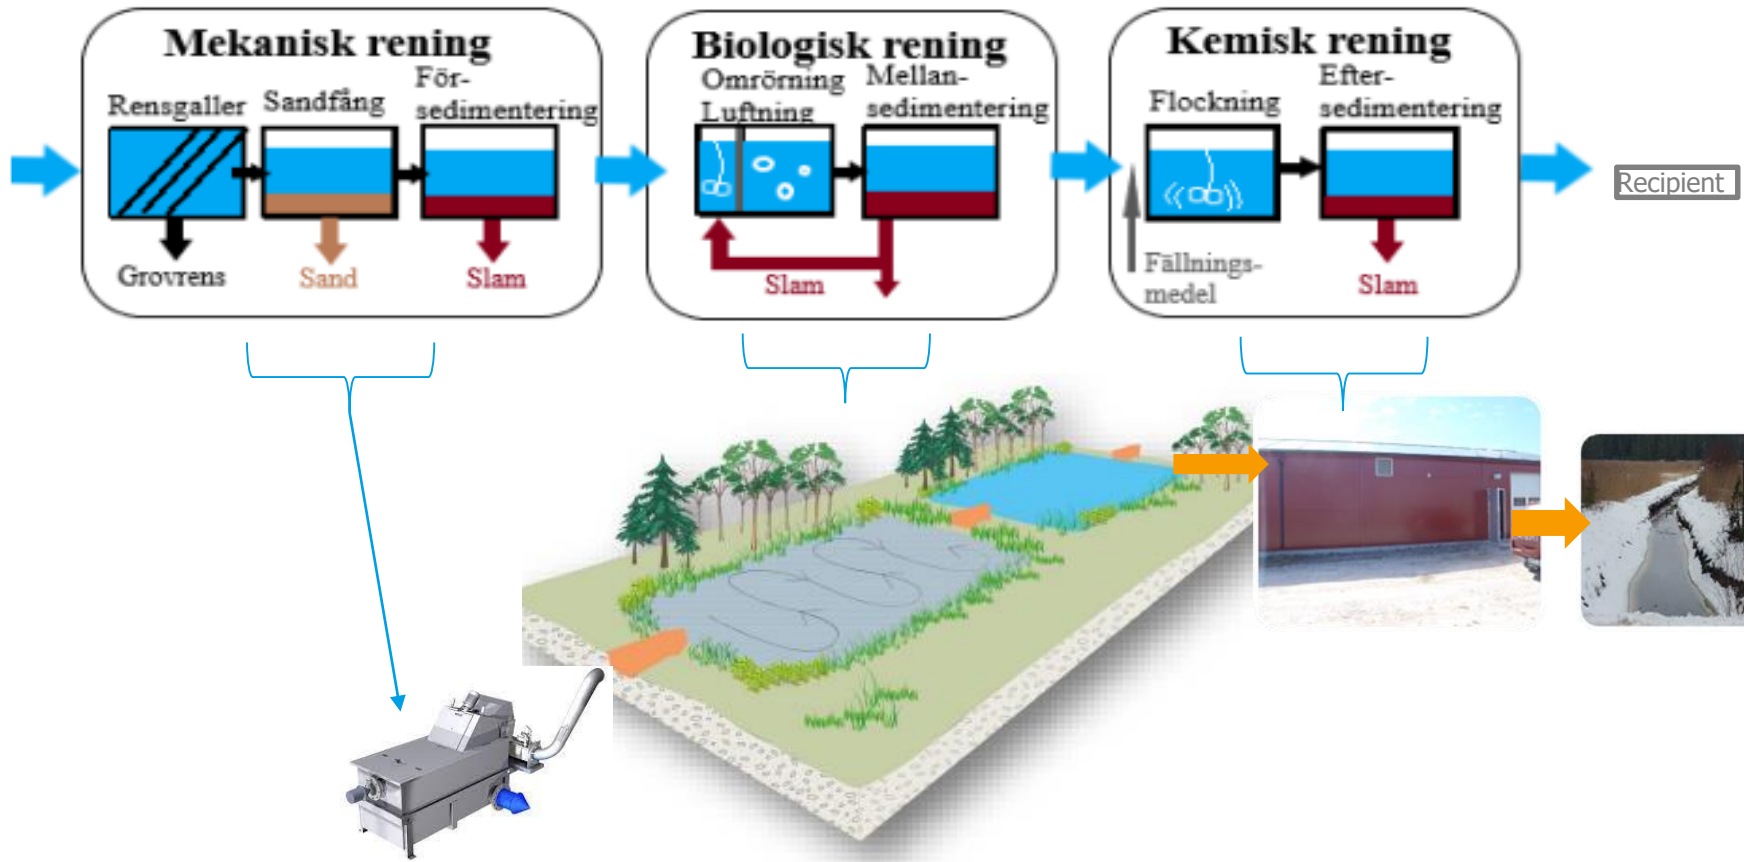 Mekanisk rening
Rensgaller
Sandfång
För-
sedimentering
Grovrens
Sand
Slam
Biologisk rening
Omrörning
Luftning
Mellan-
sedimentering
Slam
Kemisk rening
Flockning
Efter-
sedimentering
Fällnings-
medel
Slam
Recipient